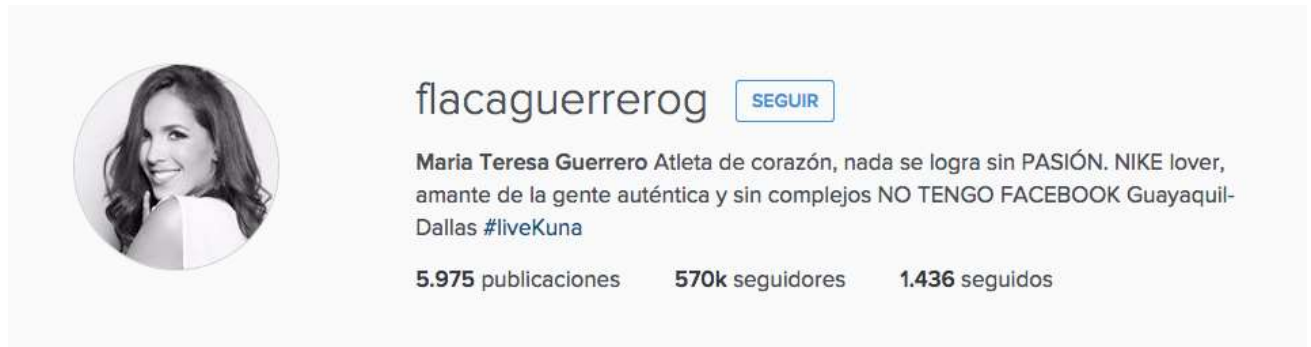 flacaguerrerog SEGUIR
Maria Teresa Guerrero Atleta de corazón, nada se logra sin PASIÓN. NIKE lover,
amante de la gente auténtica y sin complejos NO TENGO FACEBOOK Guayaquil-
Dallas #liveKuna
5.975 publicaciones 570k seguidores 1.436 seguidos